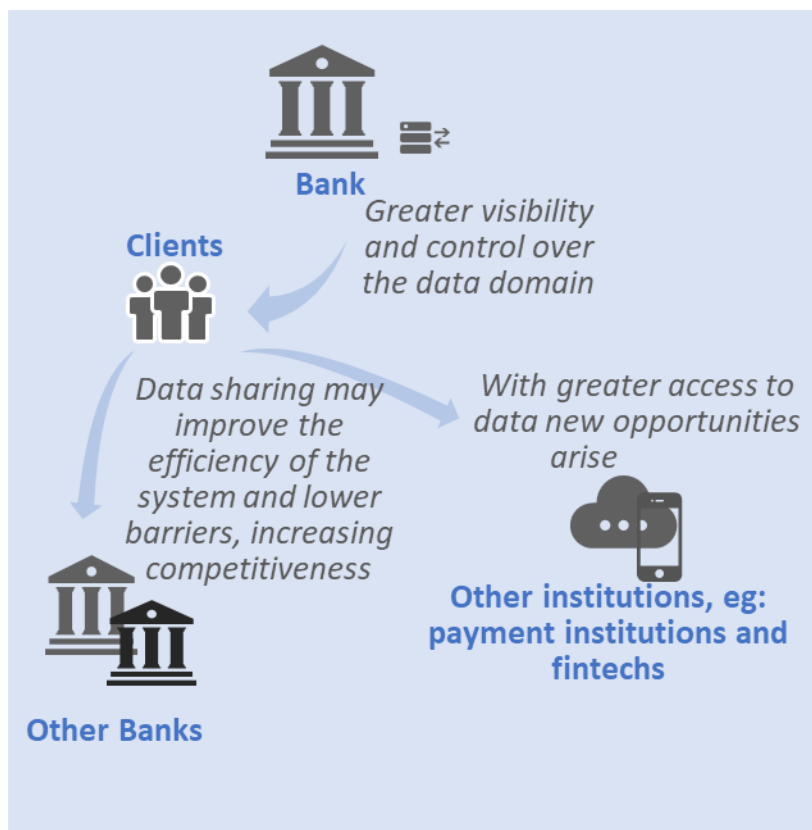 Bank
Greater visibility
and control over
the data domain
Clients
Data sharing may
improve the
efficiency of the
system and lower
barriers, increasing
competitiveness
With greater access to
data new opportunities
arise
Other institutions, eg:
payment institutions and
fintechs
Other Banks